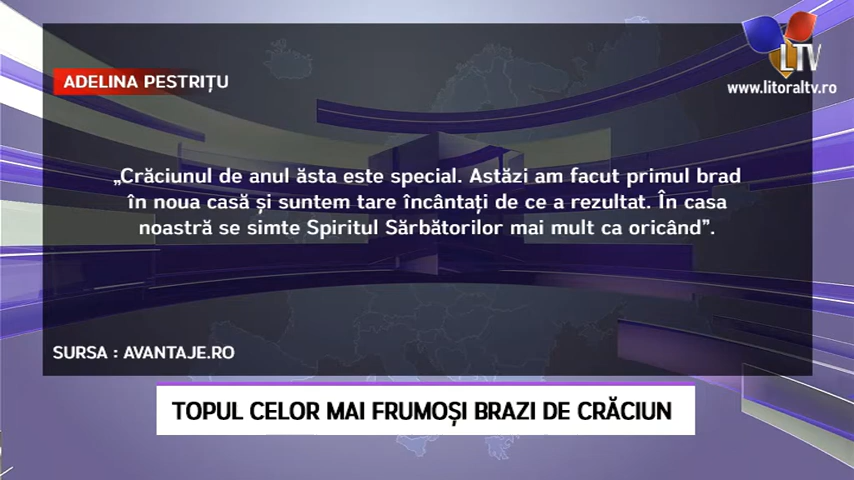 LTV
www.litoraltv.ro
ADELINA PESTRIȚU
„Crăciunul de anul ăsta este special. Astăzi am facut primul brad
în noua casă și suntem tare încântați de ce a rezultat. În casa
noastră se simte Spiritul Sărbătorilor mai mult ca oricând”.
SURSA : AVANTAJE.RO
TOPUL CELOR MAI FRUMOȘI BRAZI DE CRĂCIUN